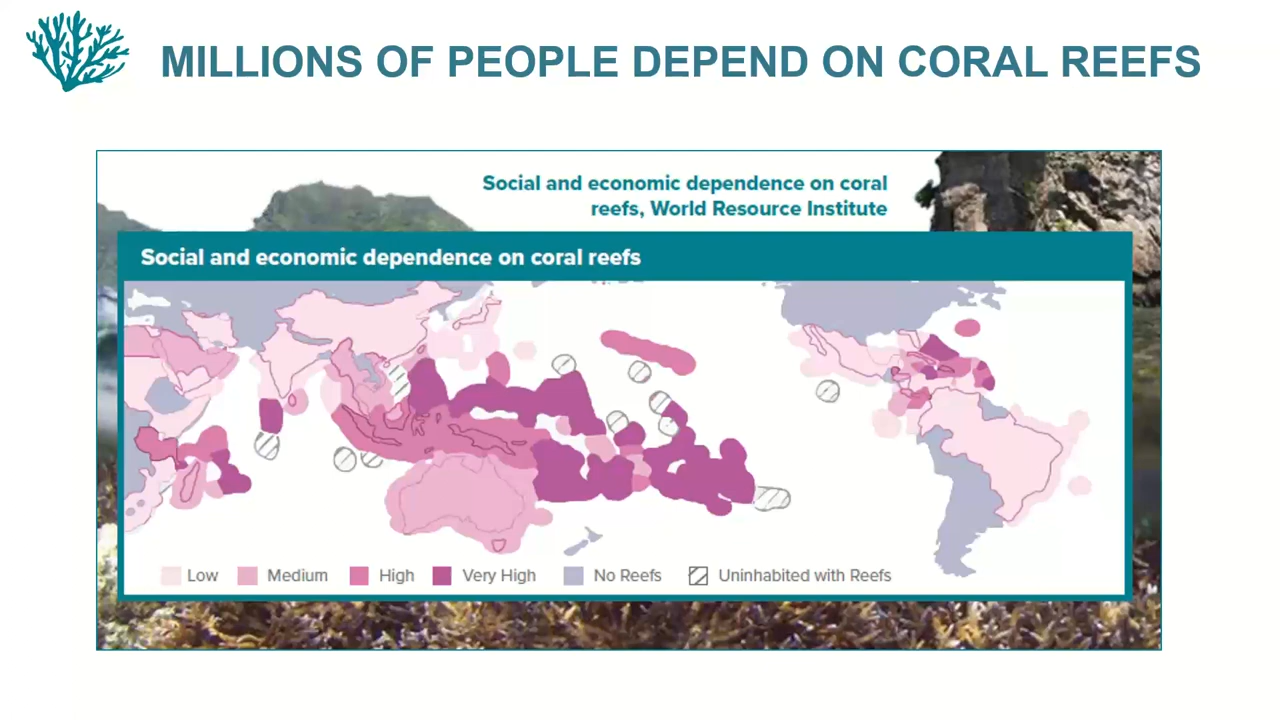 MILLIONS OF PEOPLE DEPEND ON CORAL REEFS
Social and economic dependence on coral
reefs, World Resource Institute
Social and economic dependence on coral reefs
Low Medium High Very High No Reefs Uninhabited with Reefs